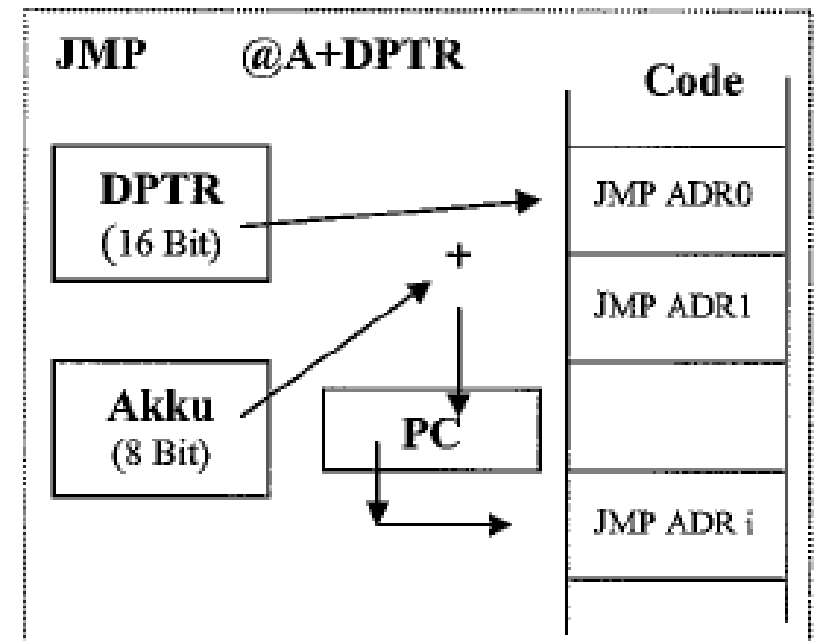 JMP @A+DPTR
Code
DPTR
(16 Bit)
JMP ADR0
+
JMP ADR1
Akku
(8 Bit)
PC
JMP ADR i